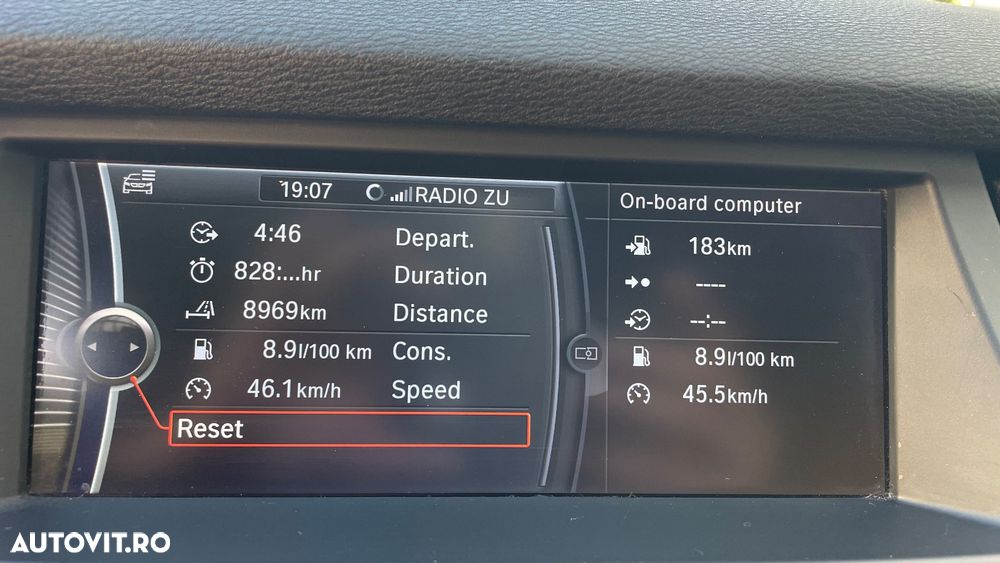 19:07 RADIO ZU
4:46 Depart.
828:...hr Duration
8969km Distance
8.9l/100 km Cons.
46.1km/h Speed
Reset
On-board computer
183km
----
--:--
8.9l/100 km
45.5km/h
AUTOVIT.RO